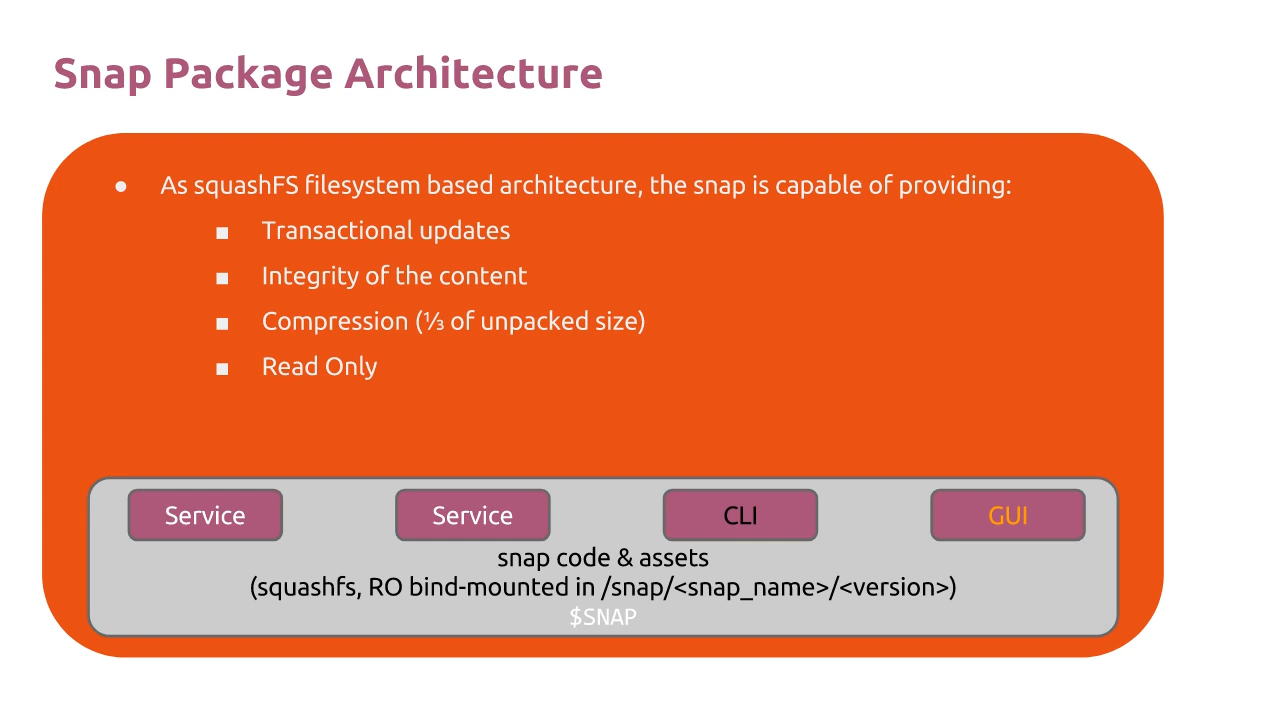 Snap Package Architecture
● As squashFS filesystem based architecture, the snap is capable of providing:
■ Transactional updates
■ Integrity of the content
■ Compression (⅓ of unpacked size)
■ Read Only
Service Service CLI GUI
snap code & assets
(squashfs, RO bind-mounted in /snap/<snap_name>/<version>)
$SNAP